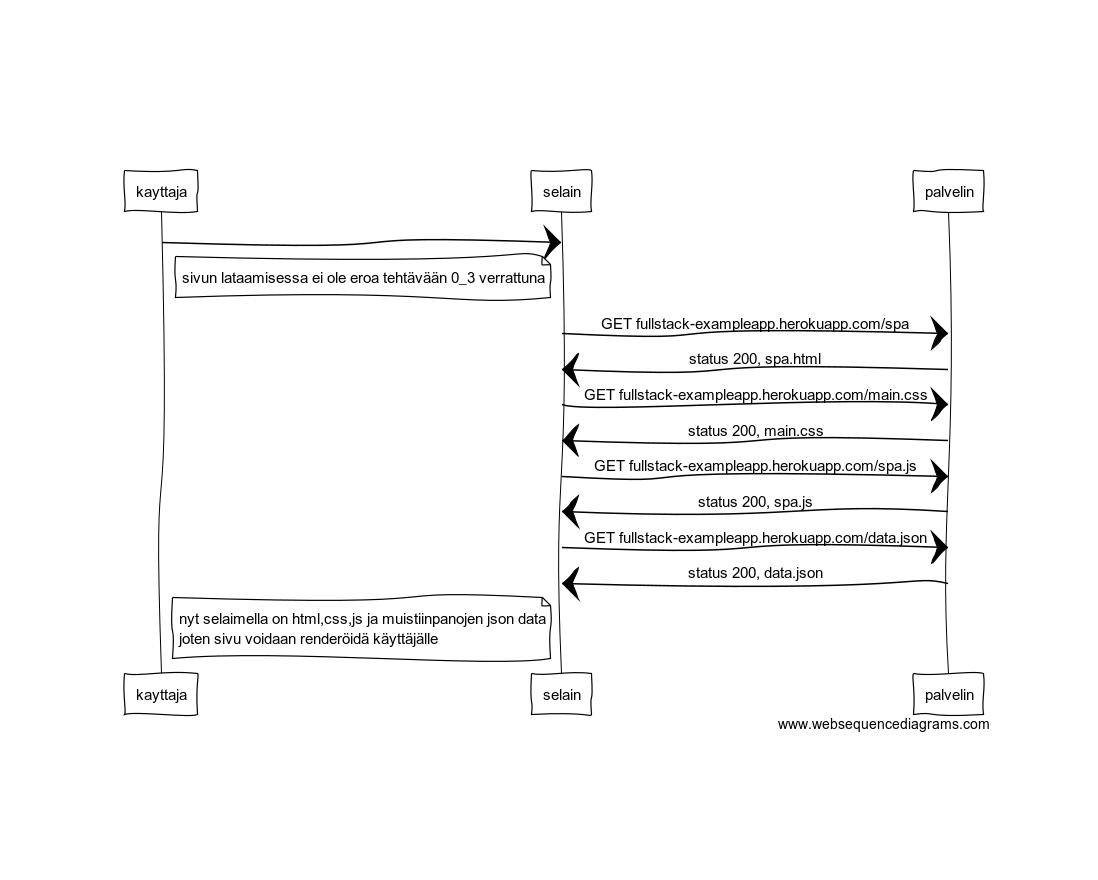 kayttaja
selain
palvelin
sivun lataamisessa ei ole eroa tehtävään 0_3 verrattuna
GET fullstack-exampleapp.herokuapp.com/spa
status 200, spa.html
GET fullstack-exampleapp.herokuapp.com/main.css
status 200, main.css
GET fullstack-exampleapp.herokuapp.com/spa.js
status 200, spa.js
GET fullstack-exampleapp.herokuapp.com/data.json
status 200, data.json
nyt selaimella on html,css,js ja muistiinpanojen json data
joten sivu voidaan renderöidä käyttäjälle
kayttaja
selain
palvelin
www.websequencediagrams.com